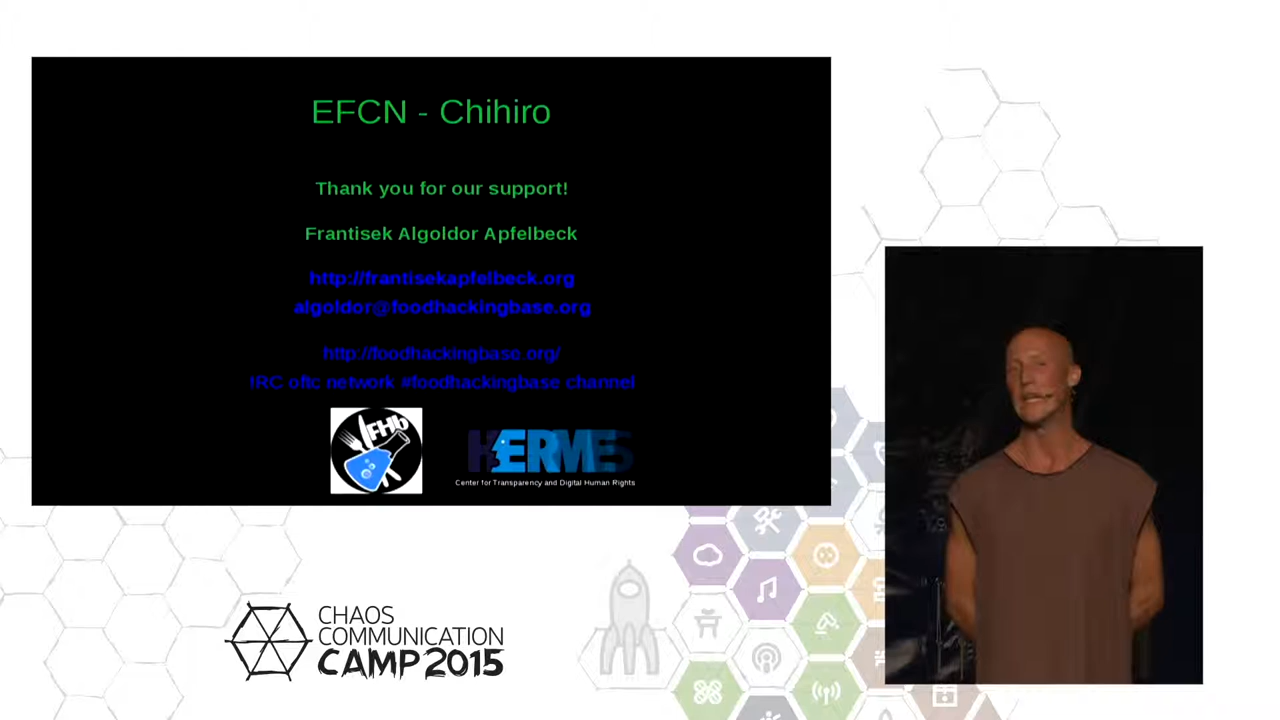 EFCN - Chihiro
Thank you for our support!
Frantisek Algoldor Apfelbeck
http://frantisekapfelbeck.org
algoldor@foodhackingbase.org
http://foodhackingbase.org/
IRC oftc network #foodhackingbase channel
FHb
HERMES
Center for Transparency and Digital Human Rights
CHAOS
COMMUNICATION
CAMP 2015